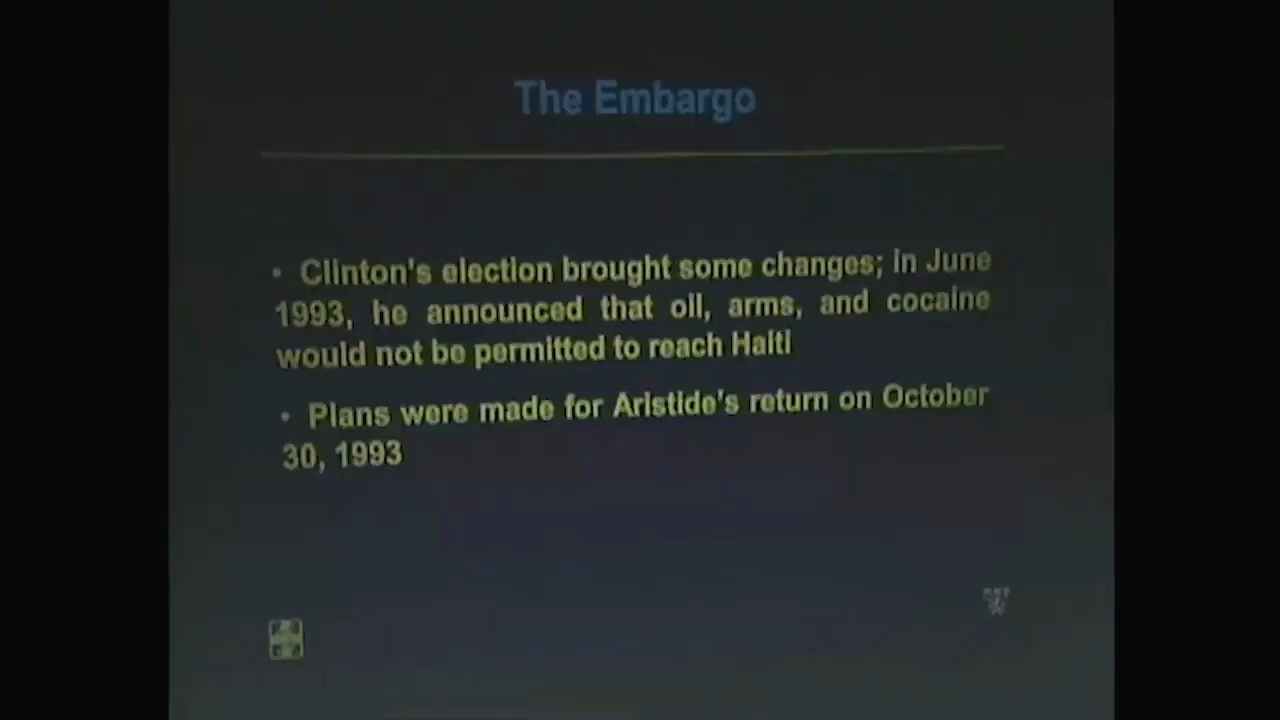 The Embargo
• Clinton's election brought some changes; in June
1993, he announced that oil, arms, and cocaine
would not be permitted to reach Haiti
• Plans were made for Aristide's return on October
30, 1993